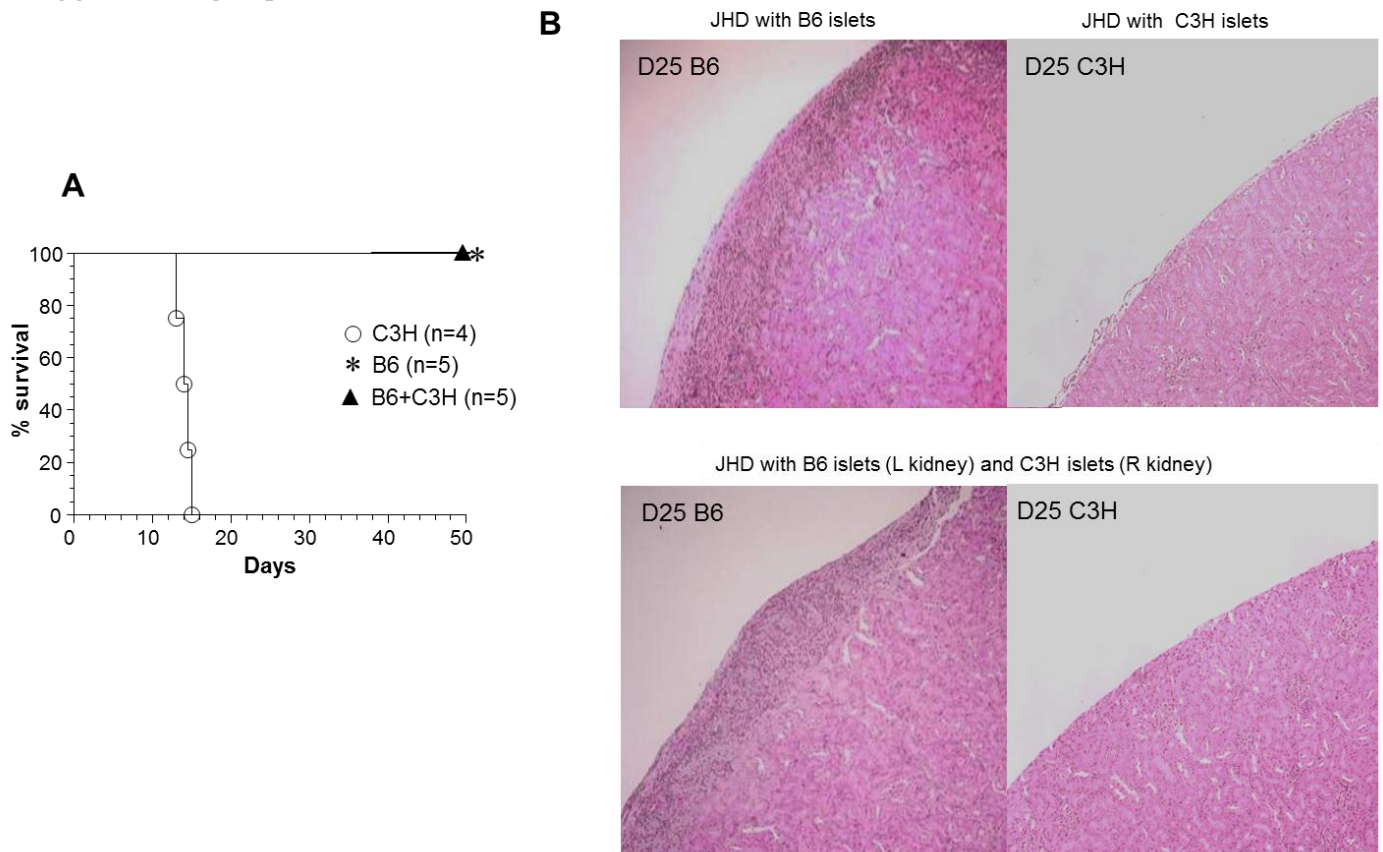 B
JHD with B6 islets
JHD with C3H islets
D25 B6
D25 C3H
A
100
80
60
40
20
0
% survival
0 10 20 30 40 50
Days
C3H (n=4)
* B6 (n=5)
B6+C3H (n=5)
JHD with B6 islets (L kidney) and C3H islets (R kidney)
D25 B6
D25 C3H